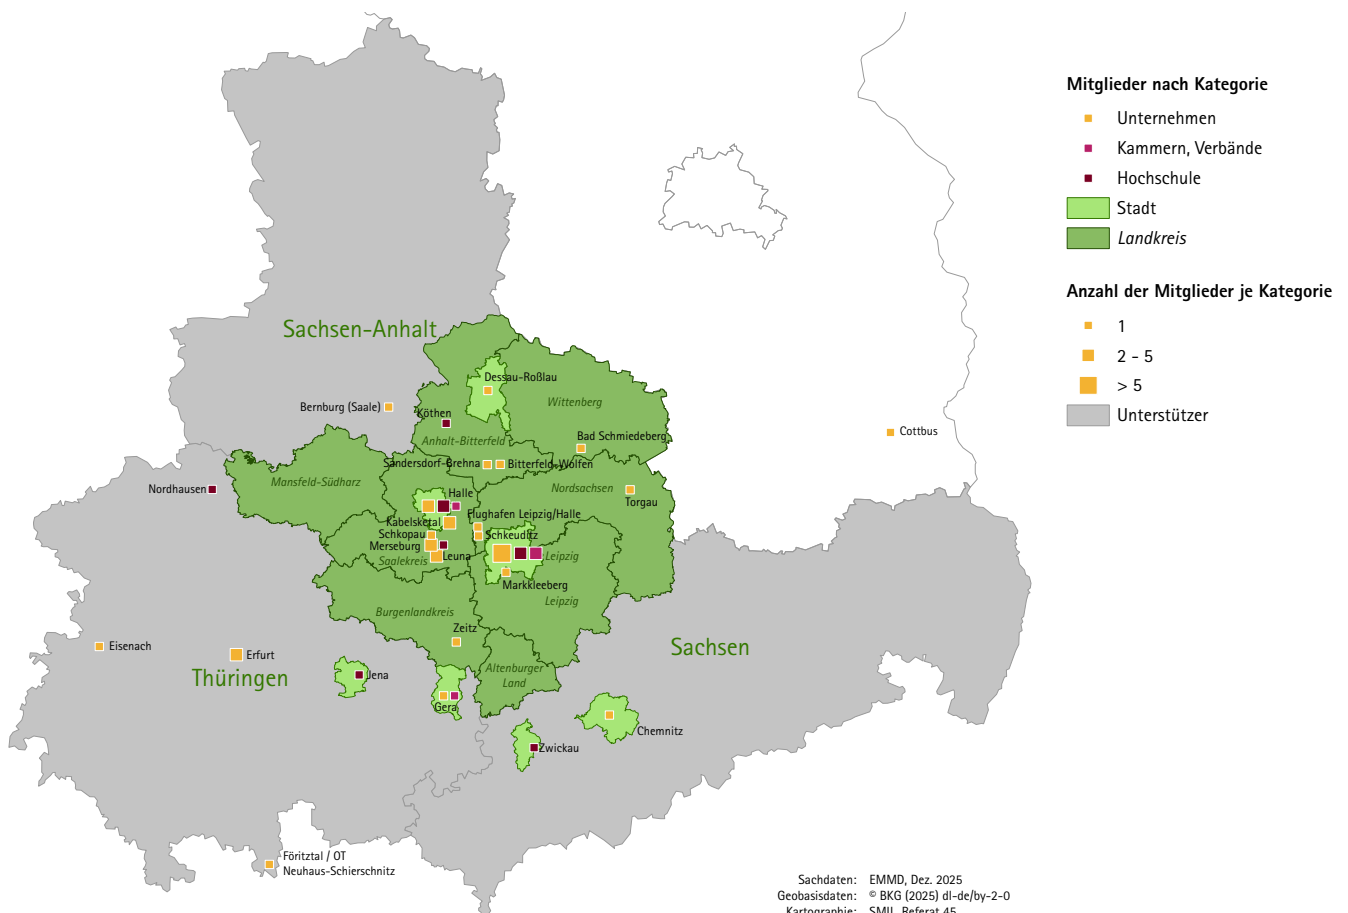 Mitglieder nach Kategorie
Unternehmen
Kammern, Verbände
Hochschule
Stadt
Landkreis
Anzahl der Mitglieder je Kategorie
1
2 - 5
> 5
Unterstützer
Sachsen-Anhalt
Dessau-Roßlau
Wittenberg
Bernburg (Saale)
Köthen
Cottbus
Anhalt-Bitterfeld
Bad Schmiedeberg
Sandersdorf-Brehna
Bitterfeld-Wolfen
Mansfeld-Südharz
Nordhausen
Halle
Nordsachsen
Torgau
Flughafen Leipzig/Halle
Kabelsketal
Schkopau
Schkeuditz
Merseburg
Leuna
Leipzig
Saalekreis
Markkleeberg
Leipzig
Burgenlandkreis
Zeitz
Eisenach
Erfurt
Sachsen
Thüringen
Jena
Altenburger
Land
Gera
Chemnitz
Zwickau
Föritztal / OT
Neuhaus-Schierschnitz
Sachdaten: EMMD, Dez. 2025
Geobasisdaten: © BKG (2025) dl-de/by-2-0
Kartographie: SMIL, Referat 45